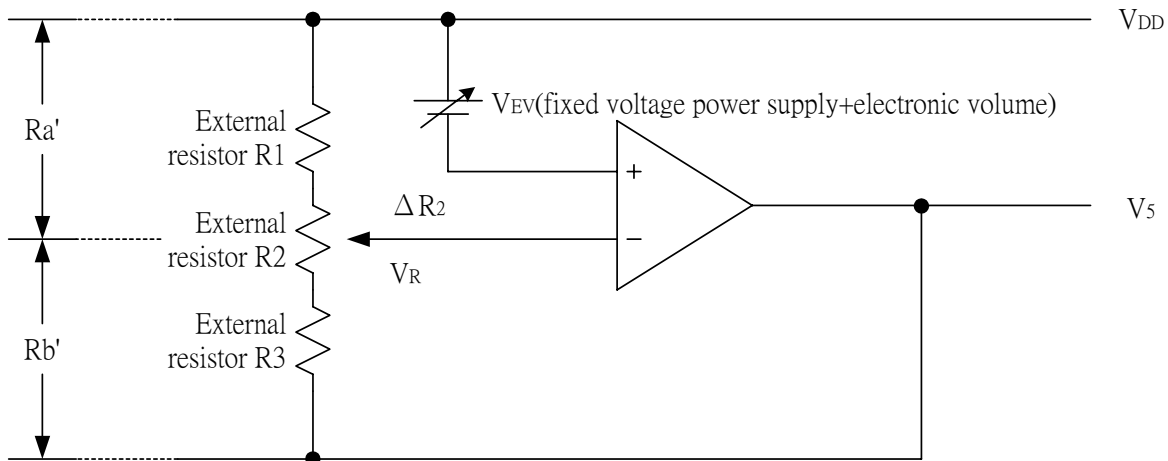 VDD
VEV(fixed voltage power supply+electronic volume)
Ra'
External
resistor R1
+
External
resistor R2
ΔR2
−
VR
V5
External
resistor R3
Rb'